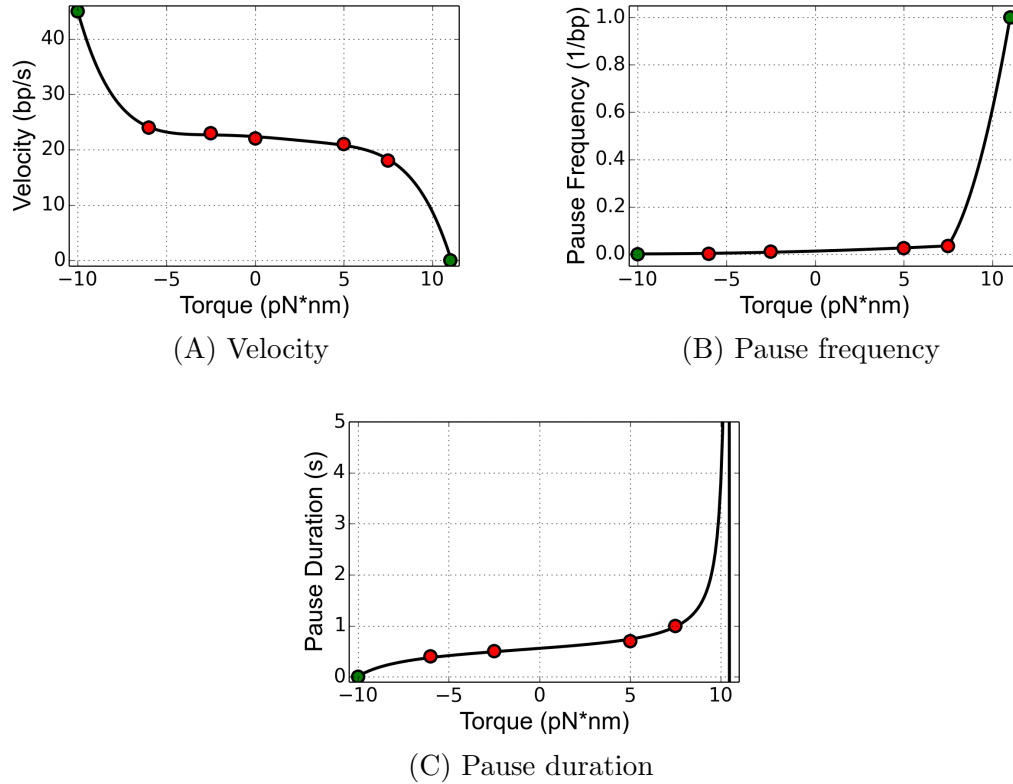 40
30
20
10
0
Velocity (bp/s)
−10 −5 0 5 10
Torque (pN*nm)
(A) Velocity
1.0
0.8
0.6
0.4
0.2
0.0
Pause Frequency (1/bp)
−10 −5 0 5 10
Torque (pN*nm)
(B) Pause frequency
5
4
3
2
1
0
Pause Duration (s)
−10 −5 0 5 10
Torque (pN*nm)
(C) Pause duration